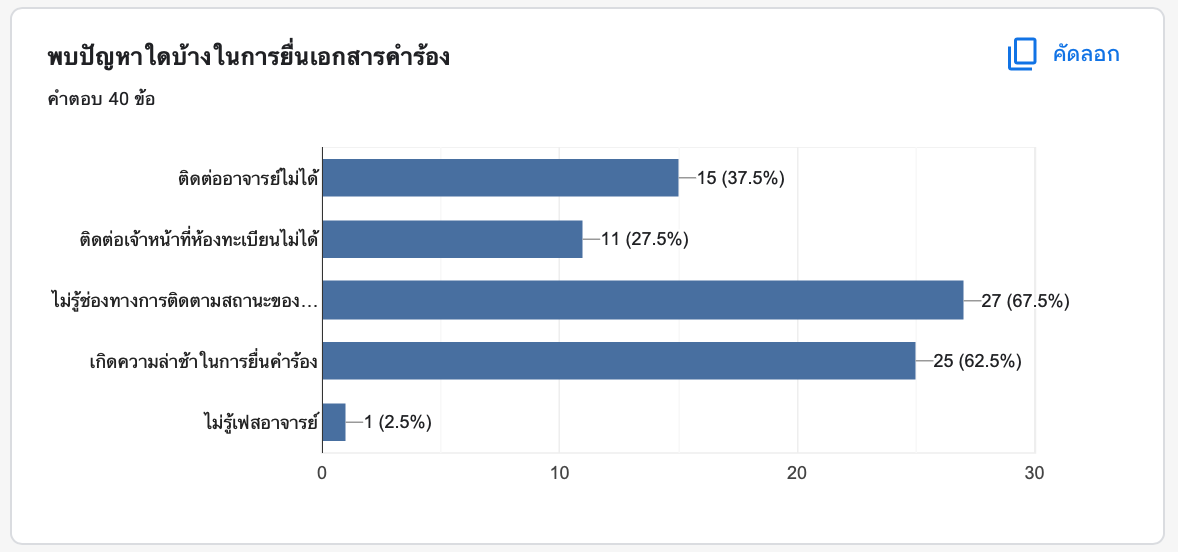 พบปัญหาใดบ้างในการยื่นเอกสารคำร้อง
คัดลอก
คำตอบ 40 ข้อ
ติดต่ออาจารย์ไม่ได้
15 (37.5%)
ติดต่อเจ้าหน้าที่ห้องทะเบียนไม่ได้
11 (27.5%)
ไม่รู้ช่องทางการติดตามสถานะของ…
27 (67.5%)
เกิดความล่าช้าในการยื่นคำร้อง
25 (62.5%)
ไม่รู้เฟสอาจารย์
1 (2.5%)
0 10 20 30